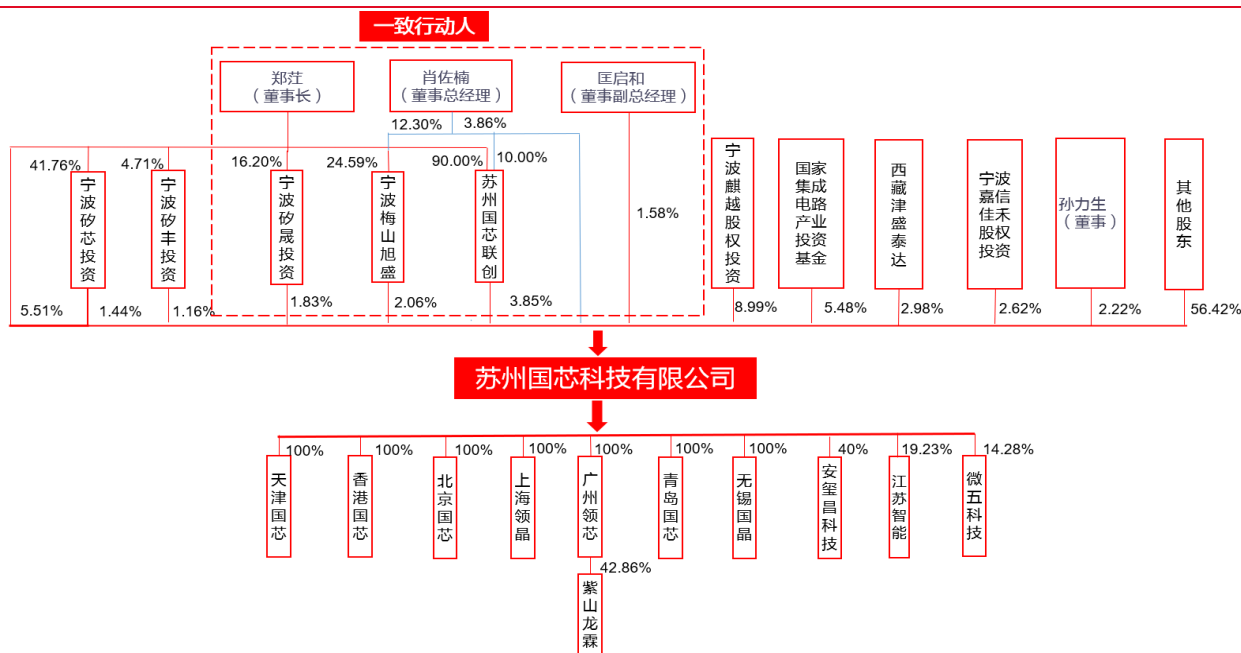 一致行动人
郑茳
（董事长）
肖佐楠
（董事总经理）
匡启和
（董事副总经理）
12.30%
3.86%
41.76%
4.71%
16.20%
24.59%
90.00%
10.00%
宁波矽芯投资
宁波矽丰投资
宁波矽晟投资
宁波梅山旭盛
苏州国芯联创
1.58%
宁波麒越股权投资
国家集成电路产业投资基金
西藏津盛泰达
宁波嘉信佳禾股权投资
孙力生
（董事）
其他股东
5.51%
1.44%
1.16%
1.83%
2.06%
3.85%
8.99%
5.48%
2.98%
2.62%
2.22%
56.42%
苏州国芯科技有限公司
100%
100%
100%
100%
100%
100%
100%
40%
19.23%
14.28%
天津国芯
香港国芯
北京国芯
上海领晶
广州领芯
青岛国芯
无锡国晶
安玺昌科技
江苏智能
微五科技
42.86%
紫山龙霖